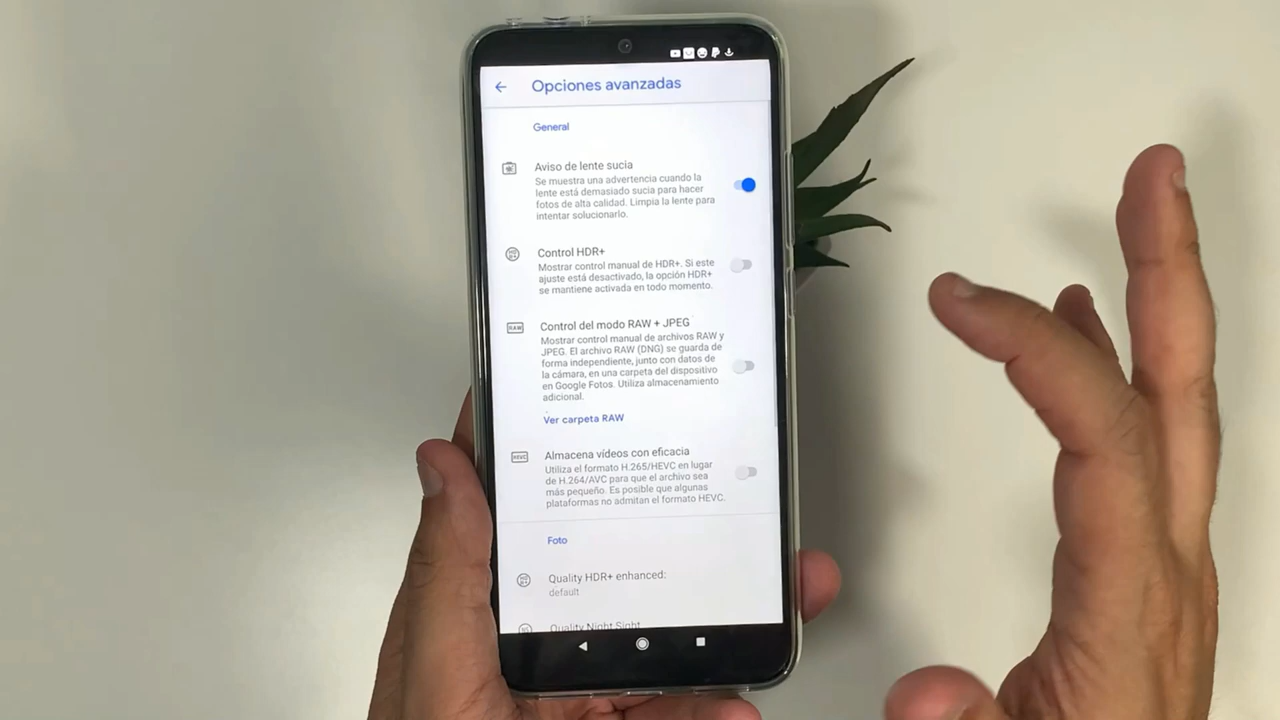 Opciones avanzadas
General
Aviso de lente sucia
Se muestra una advertencia cuando la
lente está demasiado sucia para hacer
fotos de alta calidad. Limpia la lente para
intentar solucionarlo.
Control HDR+
Mostrar control manual de HDR+. Si este
ajuste está desactivado, la opción HDR+
se mantiene activada en todo momento.
RAW
Control del modo RAW + JPEG
Mostrar control manual de archivos RAW y
JPEG. El archivo RAW (DNG) se guarda de
forma independiente, junto con datos de
la cámara, en una carpeta del dispositivo
en Google Fotos. Utiliza almacenamiento
adicional.
Ver carpeta RAW
HEVC
Almacena vídeos con eficacia
Utiliza el formato H.265/HEVC en lugar
de H.264/AVC para que el archivo sea
más pequeño. Es posible que algunas
plataformas no admitan el formato HEVC.
Foto
Quality HDR+ enhanced:
default
Quality Night Sight